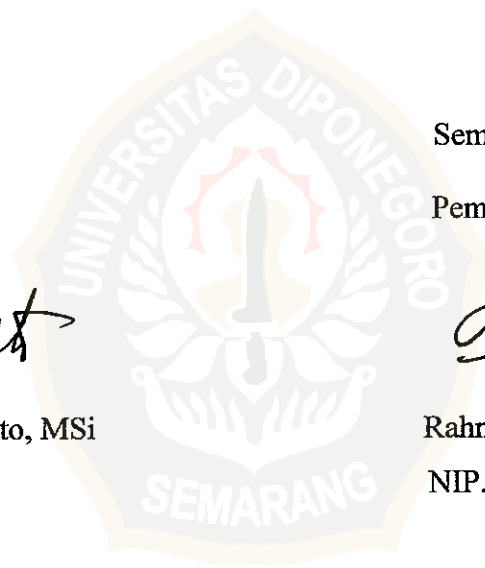 UNIVERSITAS DIPONEGORO
Sem
Pem
to, MSi
Rahn
NIP.
SEMARANG